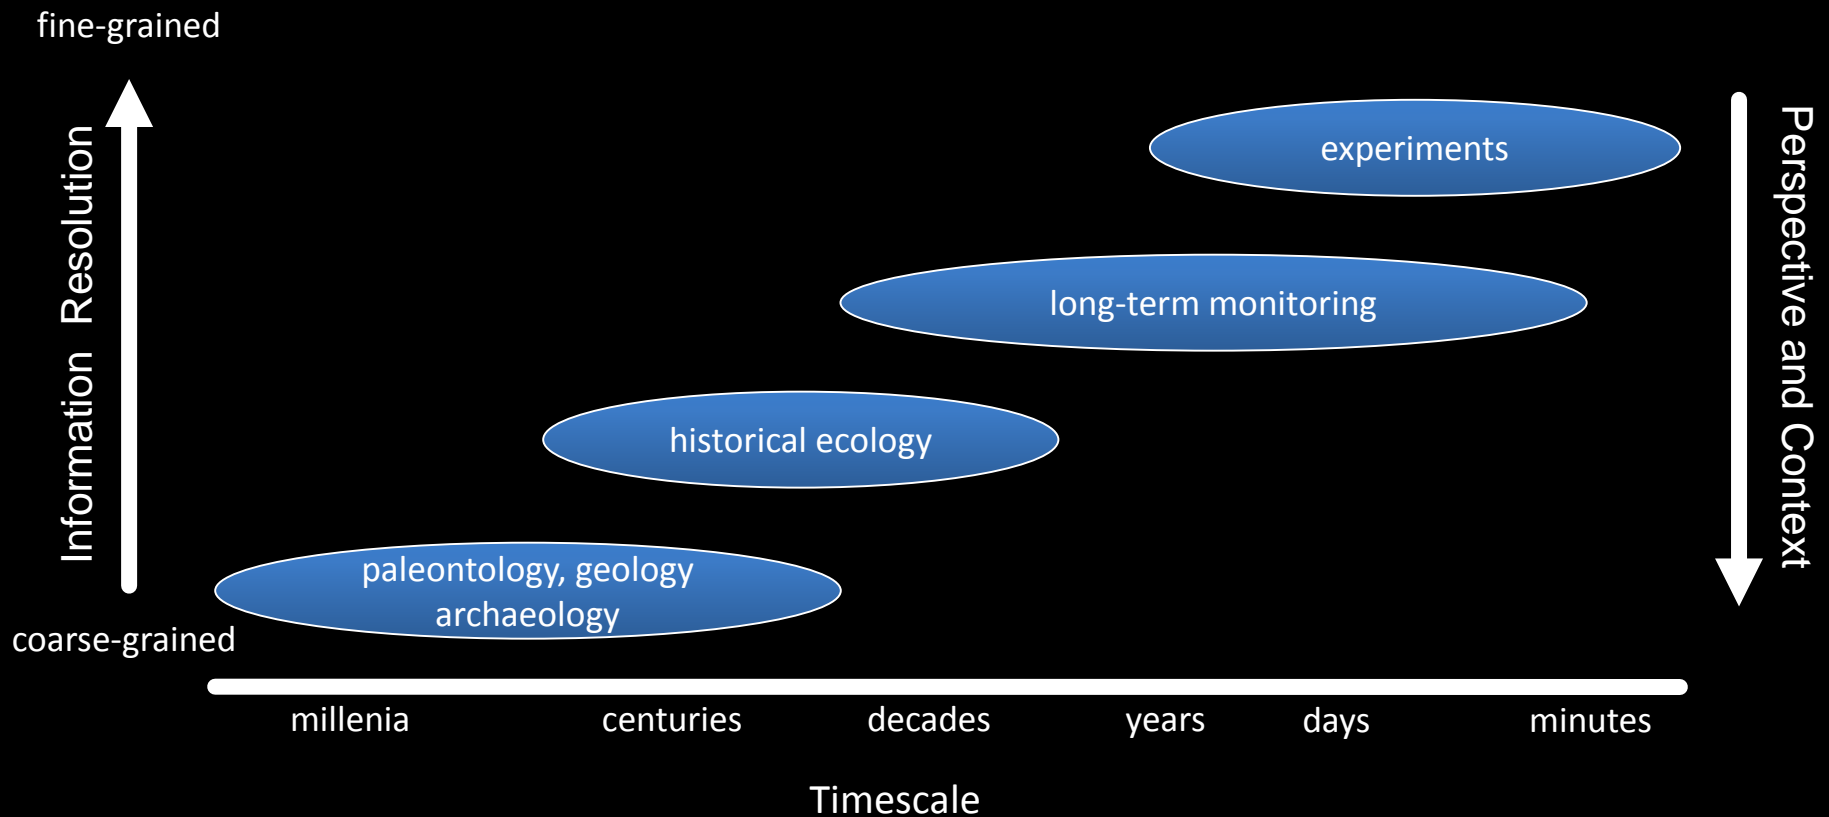 fine-grained
Information Resolution
experiments
Perspective and Context
long-term monitoring
historical ecology
paleontology, geology
archaeology
coarse-grained
millenia
centuries
decades
years
days
minutes
Timescale